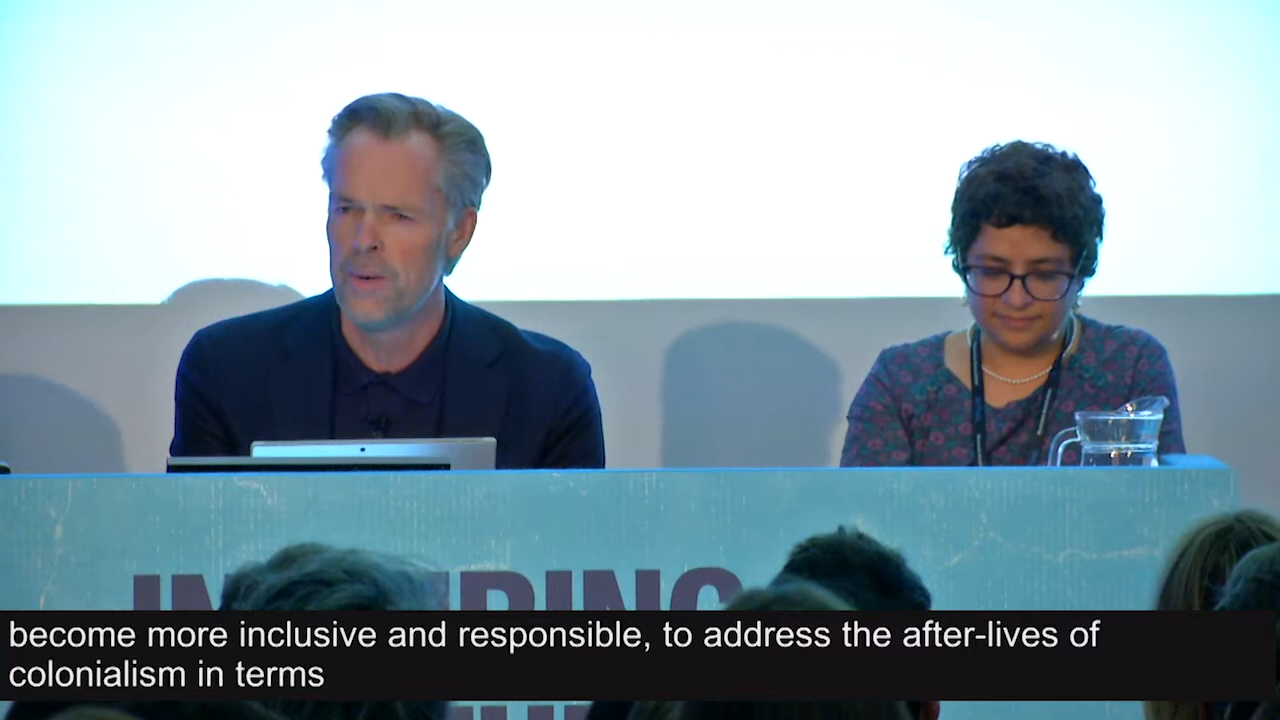 become more inclusive and responsible, to address the after-lives of
colonialism in terms